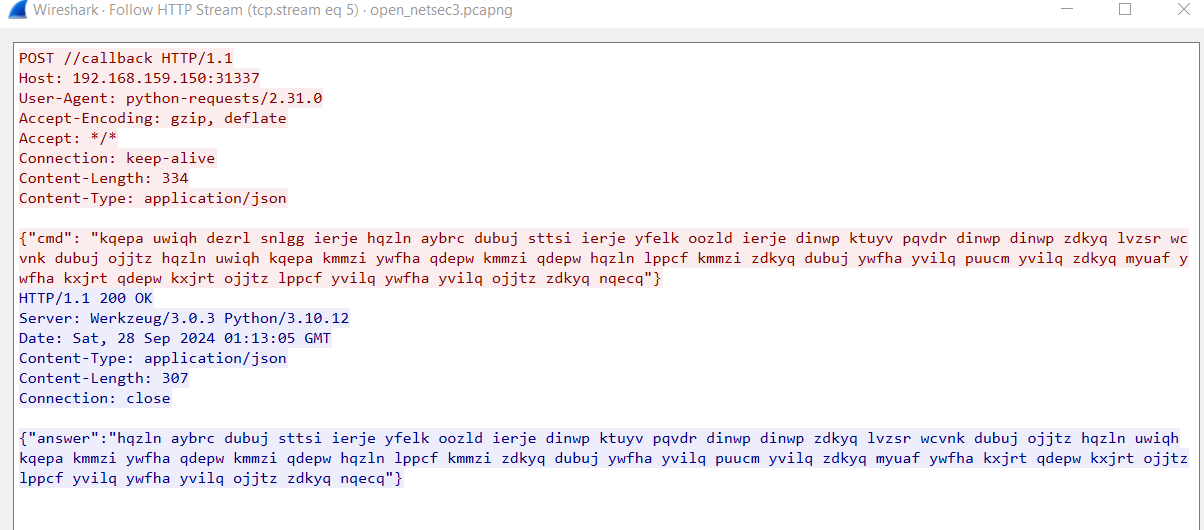 Wireshark · Follow HTTP Stream (tcp.stream eq 5) · open_netsec3.pcapng
POST //callback HTTP/1.1
Host: 192.168.159.150:31337
User-Agent: python-requests/2.31.0
Accept-Encoding: gzip, deflate
Accept: */*
Connection: keep-alive
Content-Length: 334
Content-Type: application/json
{"cmd": "kqepa uwiqh dezrl snlgg ierje hqzln aybrc dubuj sttsi ierje yfelk oozld ierje dinwp ktuyv pqvdr dinwp dinwp zdkyq lvzsr wc
vnk dubuj ojjtz hqzln uwiqh kqepa kmmzi ywfha qdepw kmmzi qdepw hqzln lppcf kmmzi zdkyq dubuj ywfha yvilq puucm yvilq zdkyq myuaf y
wfha kxjrt qdepw kxjrt ojjtz lppcf yvilq ywfha yvilq ojjtz zdkyq nqecq"}
HTTP/1.1 200 OK
Server: Werkzeug/3.0.3 Python/3.10.12
Date: Sat, 28 Sep 2024 01:13:05 GMT
Content-Type: application/json
Content-Length: 307
Connection: close
{"answer":"hqzln aybrc dubuj sttsi ierje yfelk oozld ierje dinwp ktuyv pqvdr dinwp dinwp zdkyq lvzsr wcvnk dubuj ojjtz hqzln uwiqh
kqepa kmmzi ywfha qdepw kmmzi qdepw hqzln lppcf kmmzi zdkyq dubuj ywfha yvilq puucm yvilq zdkyq myuaf ywfha kxjrt qdepw kxjrt ojjtz
lppcf yvilq ywfha yvilq ojjtz zdkyq nqecq"}